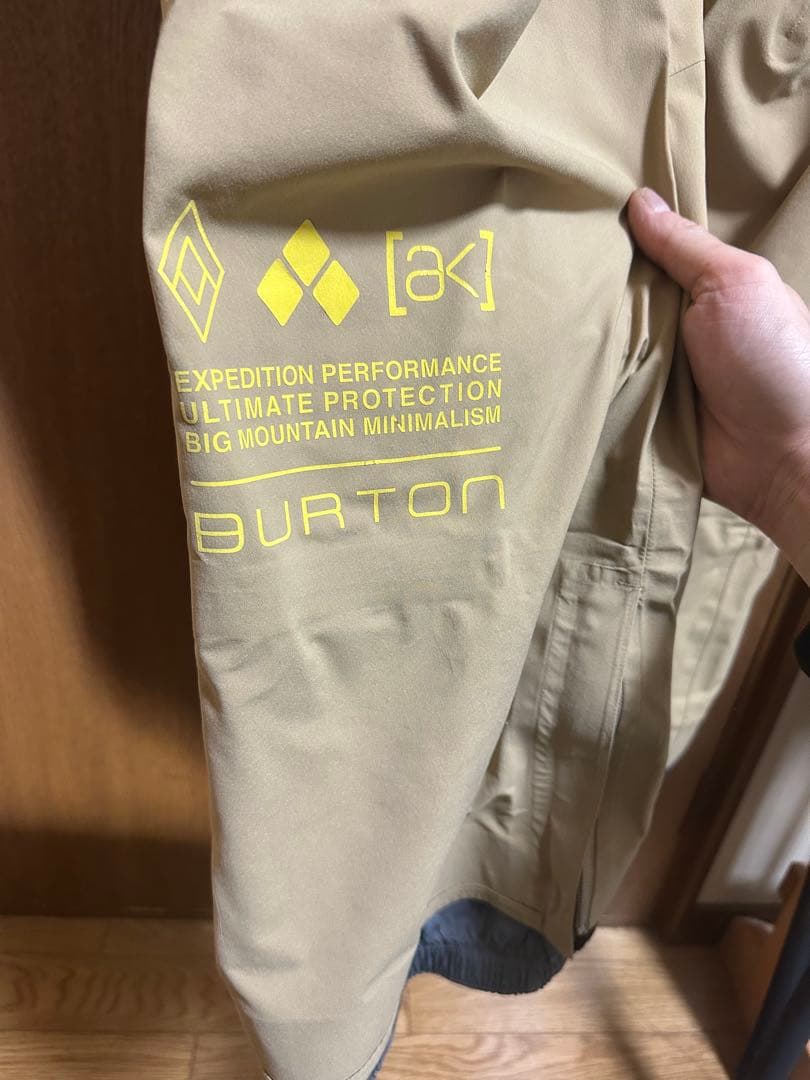 [ak]
EXPEDITION PERFORMANCE
ULTIMATE PROTECTION
BIG MOUNTAIN MINIMALISM
BURTON